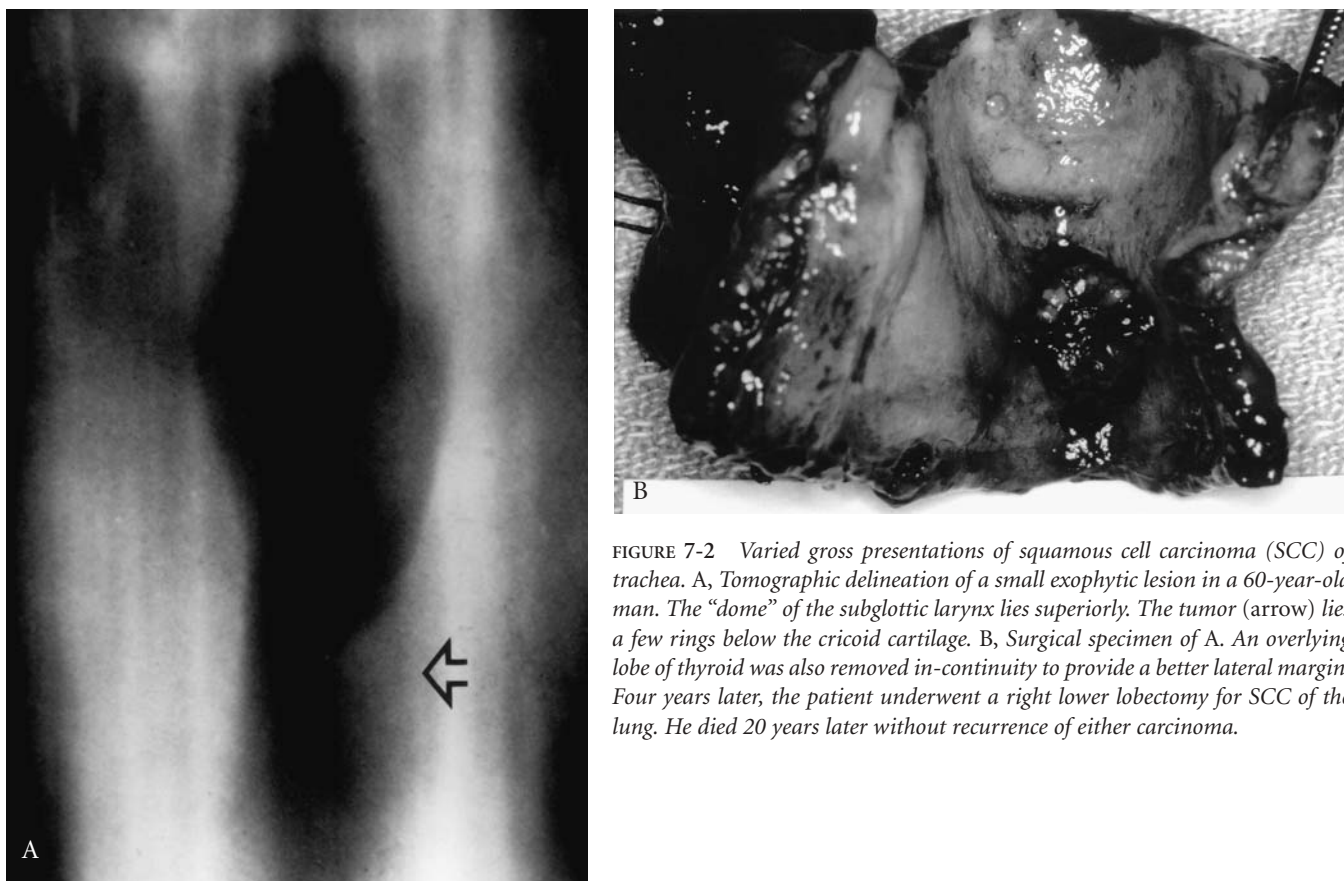 A
B
FIGURE 7-2 Varied gross presentations of squamous cell carcinoma (SCC) o
trachea. A, Tomographic delineation of a small exophytic lesion in a 60-year-old
man. The “dome” of the subglottic larynx lies superiorly. The tumor (arrow) lie
a few rings below the cricoid cartilage. B, Surgical specimen of A. An overlying
lobe of thyroid was also removed in-continuity to provide a better lateral margin
Four years later, the patient underwent a right lower lobectomy for SCC of th
lung. He died 20 years later without recurrence of either carcinoma.